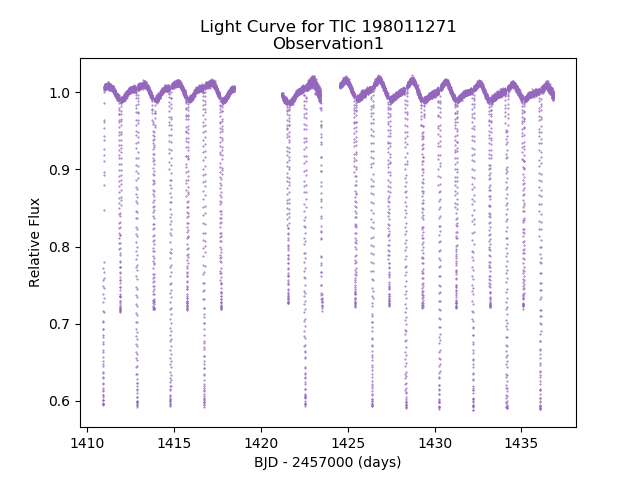 Light Curve for TIC 198011271
Observation1
1.0
0.9
0.8
0.7
0.6
Relative Flux
1410 1415 1420 1425 1430 1435
BJD - 2457000 (days)